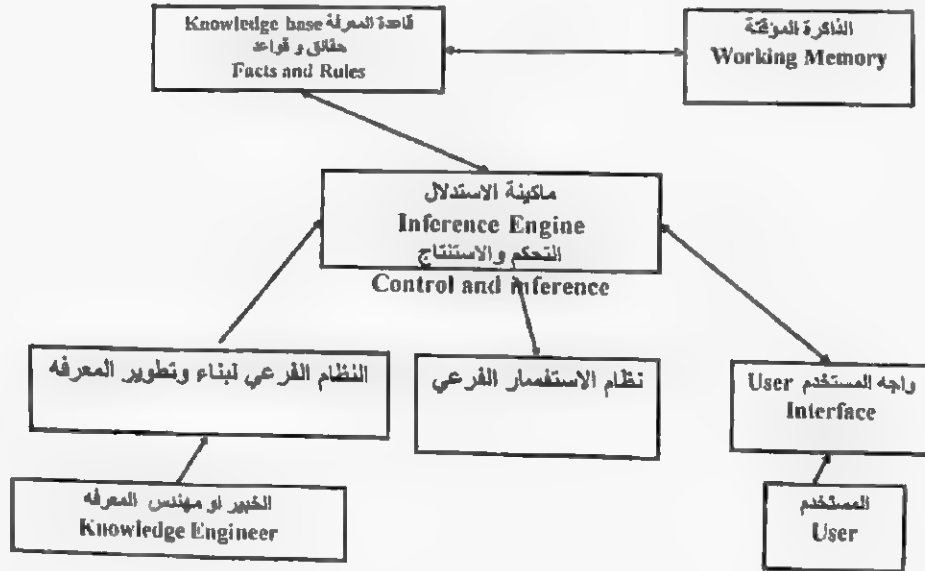 قاعدة المعرفة Knowledge base
حقائق و قواعد
Facts and Rules
الذاكرة المؤقتة
Working Memory
ماكينة الاستدلال
Inference Engine
التحكم والاستنتاج
Control and inference
النظام الفرعي لبناء وتطوير المعرفه
نظام الاستفسار الفرعي
واجه المستخدم User
Interface
الخبير او مهندس المعرفه
Knowledge Engineer
المستخدم
User